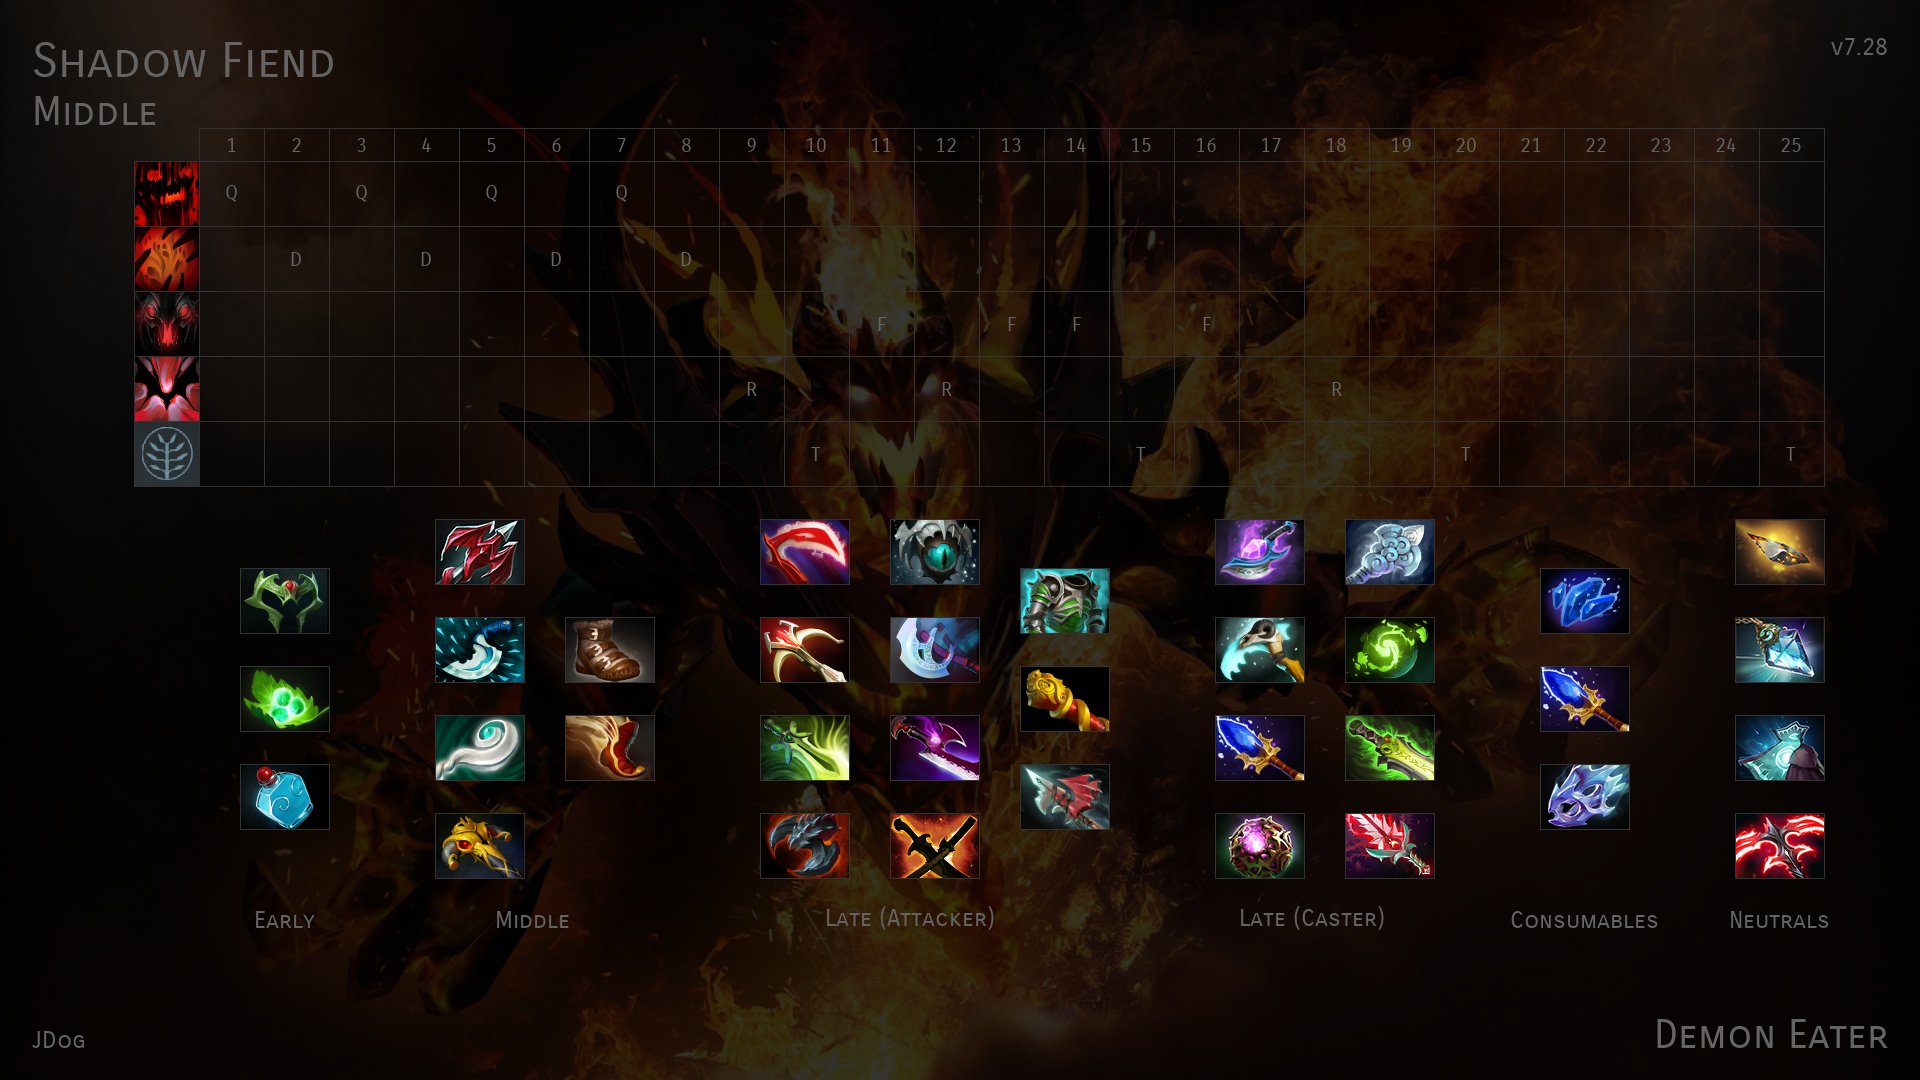 Shadow Fiend
v7.28
Middle
1 2 3 4 5 6 7 8 9 10 11 12 13 14 15 16 17 18 19 20 21 22 23 24 25
Q Q Q Q
D D D D
F F F F
R R R
T T T T
Early Middle Late (Attacker) Late (Caster) Consumables Neutrals
JDog
Demon Eater